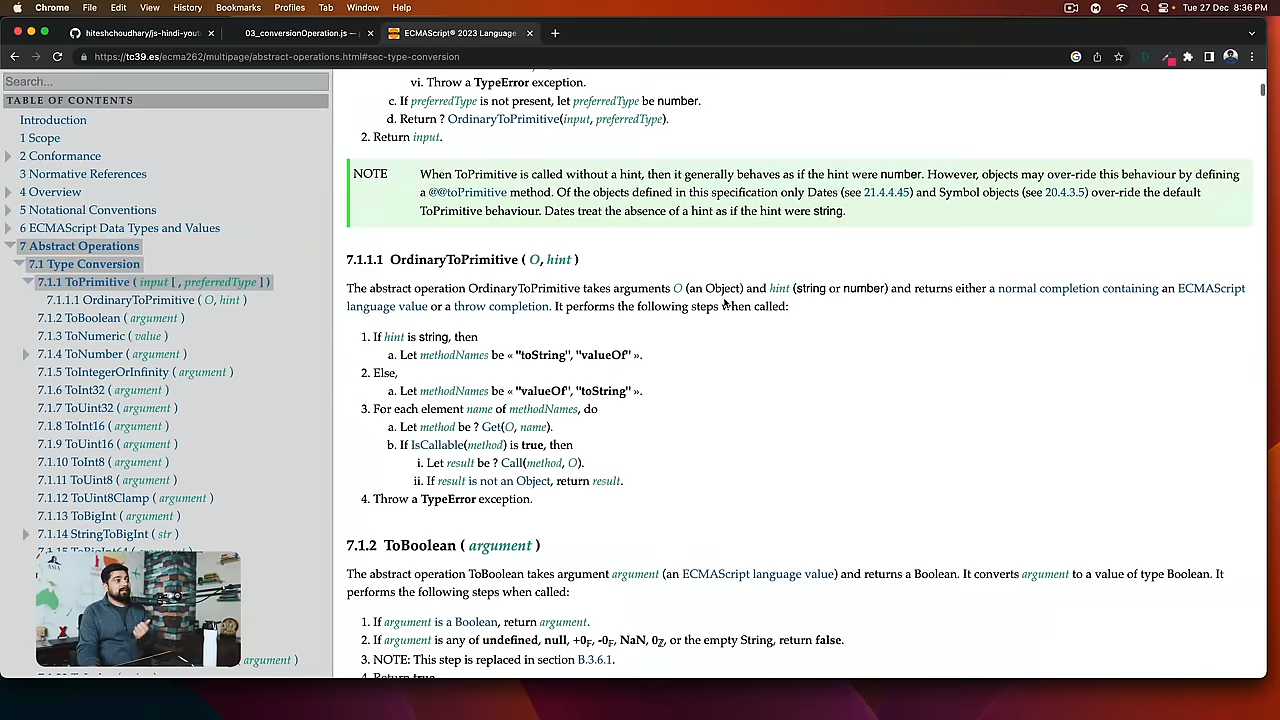 Chrome File Edit View History Bookmarks Profiles Tab Window Help Tue 27 Dec 8:36 PM
hiteshchoudhary/js-hindi-yout 03_conversionOperation.js — ECMAScript® 2023 Language
https://tc39.es/ecma262/multipage/abstract-operations.html#sec-type-conversion
Search...
TABLE OF CONTENTS
Introduction
1 Scope
2 Conformance
3 Normative References
4 Overview
5 Notational Conventions
6 ECMAScript Data Types and Values
7 Abstract Operations
7.1 Type Conversion
7.1.1 ToPrimitive ( input [ , preferredType ] )
7.1.1.1 OrdinaryToPrimitive ( O, hint )
7.1.2 ToBoolean ( argument )
7.1.3 ToNumeric ( value )
7.1.4 ToNumber ( argument )
7.1.5 ToIntegerOrInfinity ( argument )
7.1.6 ToInt32 ( argument )
7.1.7 ToUint32 ( argument )
7.1.8 ToInt16 ( argument )
7.1.9 ToUint16 ( argument )
7.1.10 ToInt8 ( argument )
7.1.11 ToUint8 ( argument )
7.1.12 ToUint8Clamp ( argument )
7.1.13 ToBigInt ( argument )
7.1.14 StringToBigInt ( str )
7.1.15 ToBigInt64 ( argument )
argument )
vi. Throw a TypeError exception.
c. If preferredType is not present, let preferredType be number.
d. Return ? OrdinaryToPrimitive(input, preferredType).
2. Return input.
NOTE When ToPrimitive is called without a hint, then it generally behaves as if the hint were number. However, objects may over-ride this behaviour by defining
a @@toPrimitive method. Of the objects defined in this specification only Dates (see 21.4.4.45) and Symbol objects (see 20.4.3.5) over-ride the default
ToPrimitive behaviour. Dates treat the absence of a hint as if the hint were string.
7.1.1.1 OrdinaryToPrimitive ( O, hint )
The abstract operation OrdinaryToPrimitive takes arguments O (an Object) and hint (string or number) and returns either a normal completion containing an ECMAScript
language value or a throw completion. It performs the following steps when called:
1. If hint is string, then
a. Let methodNames be « "toString", "valueOf" ».
2. Else,
a. Let methodNames be « "valueOf", "toString" ».
3. For each element name of methodNames, do
a. Let method be ? Get(O, name).
b. If IsCallable(method) is true, then
i. Let result be ? Call(method, O).
ii. If result is not an Object, return result.
4. Throw a TypeError exception.
7.1.2 ToBoolean ( argument )
The abstract operation ToBoolean takes argument argument (an ECMAScript language value) and returns a Boolean. It converts argument to a value of type Boolean. It
performs the following steps when called:
1. If argument is a Boolean, return argument.
2. If argument is any of undefined, null, +0𝔽, -0𝔽, NaN, 0ℤ, or the empty String, return false.
3. NOTE: This step is replaced in section B.3.6.1.
4. Return true.